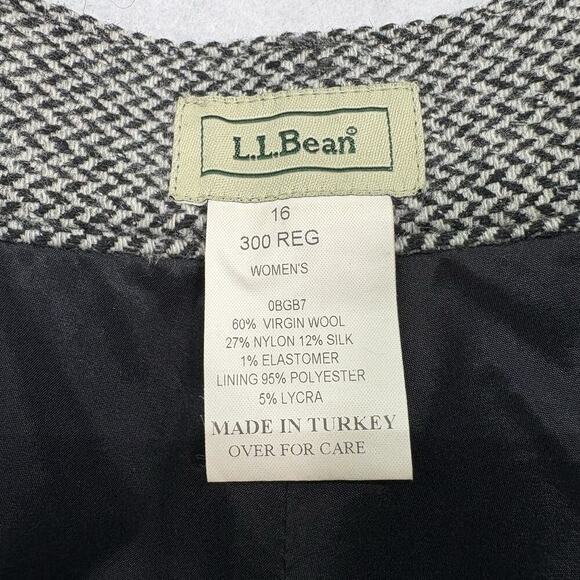 L.L.Bean®
16
300 REG
WOMEN'S
0BGB7
60% VIRGIN WOOL
27% NYLON 12% SILK
1% ELASTOMER
LINING 95% POLYESTER
5% LYCRA
MADE IN TURKEY
OVER FOR CARE